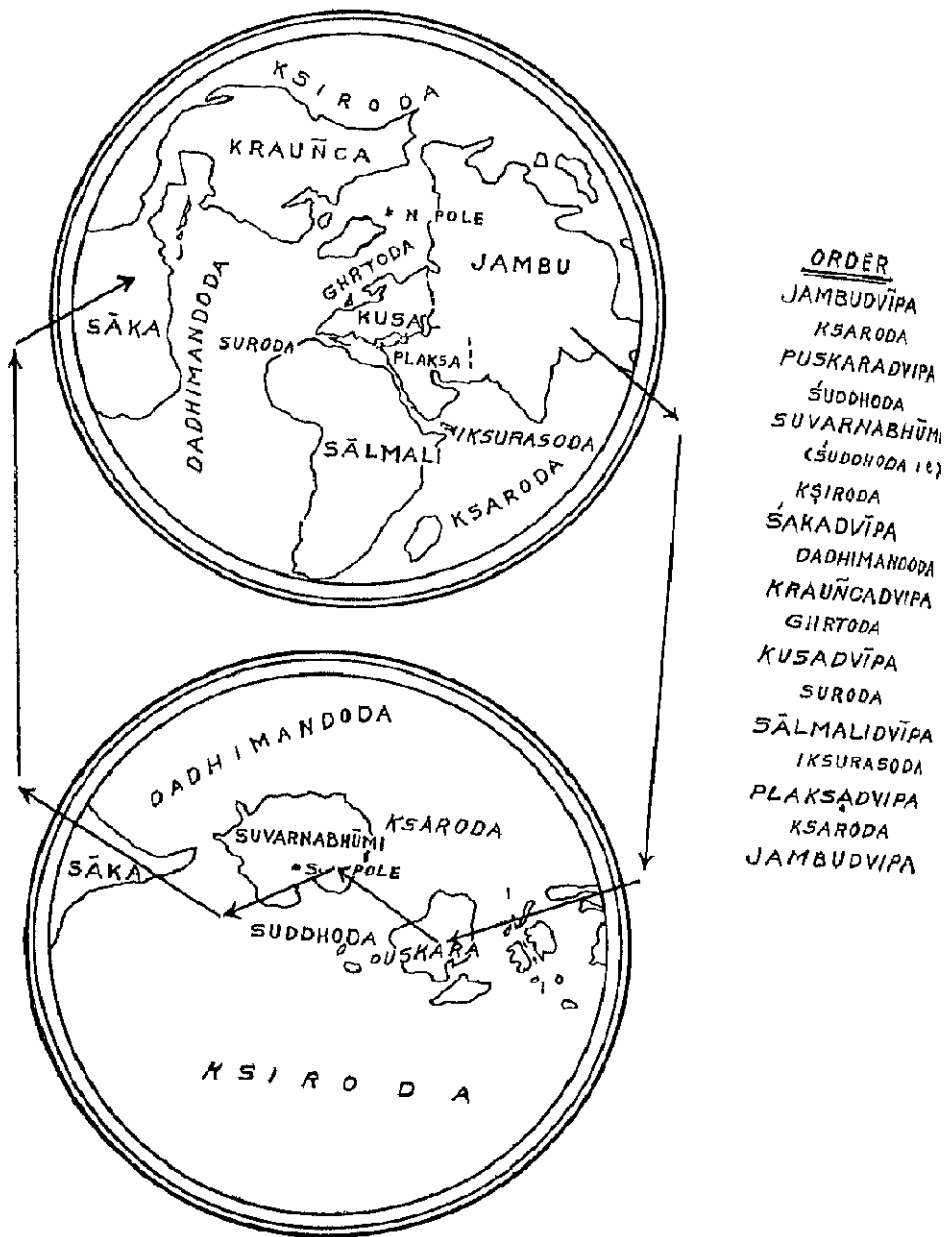 KSIRODA
KRAUÑCA
* N POLE
JAMBU
GHRTODA
KUSA
SĀKA
DADHIMANDODA
SURODA
PLAKSA
IKSURASODA
SĀLMALI
KSARODA
DADHIMANDODA
KSARODA
SUVARNABHŪMI
*S. POLE
SĀKA
SUDDHODA
PUSKARA
KSIRODA
ORDER
JAMBUDVĪPA
KSARODA
PUSKARADVIPA
ŚUDDHODA
SUVARNABHŪMI
(ŚUDDHODA
KṢIRODA
ŚAKADVĪPA
DADHIMANDODA
KRAUÑCADVIPA
GHRTODA
KUSADVĪPA
SURODA
SĀLMALIDVĪPA
IKSURASODA
PLAKSADVIPA
KSARODA
JAMBUDVIPA